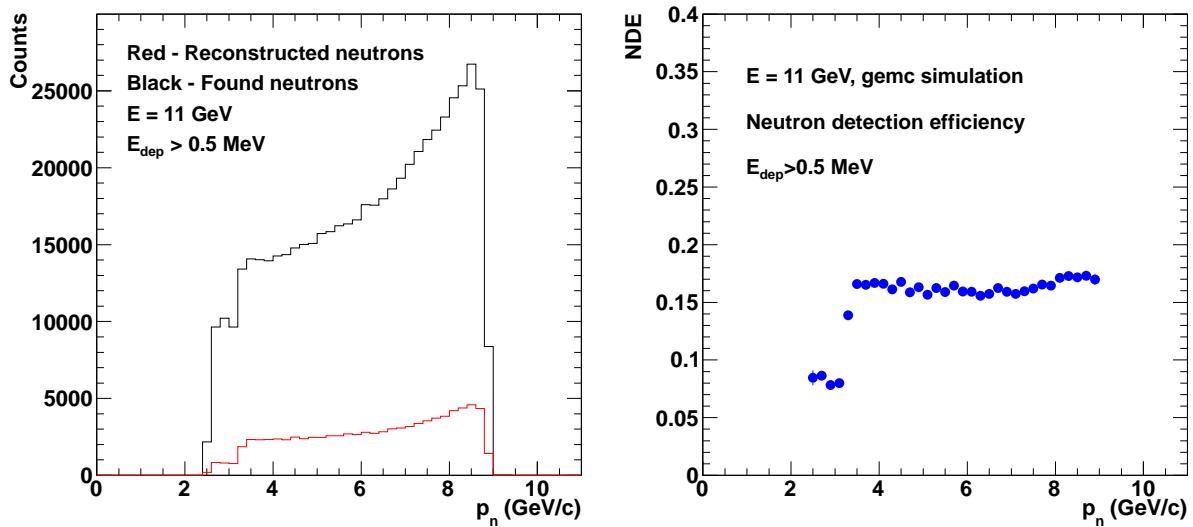 Counts
25000
20000
15000
10000
5000
0
Red - Reconstructed neutrons
Black - Found neutrons
E = 11 GeV
E_dep > 0.5 MeV
0 2 4 6 8 10
p_n (GeV/c)
NDE
0.4
0.35
0.3
0.25
0.2
0.15
0.1
0.05
0
E = 11 GeV, gemc simulation
Neutron detection efficiency
E_dep>0.5 MeV
0 2 4 6 8 10
p_n (GeV/c)